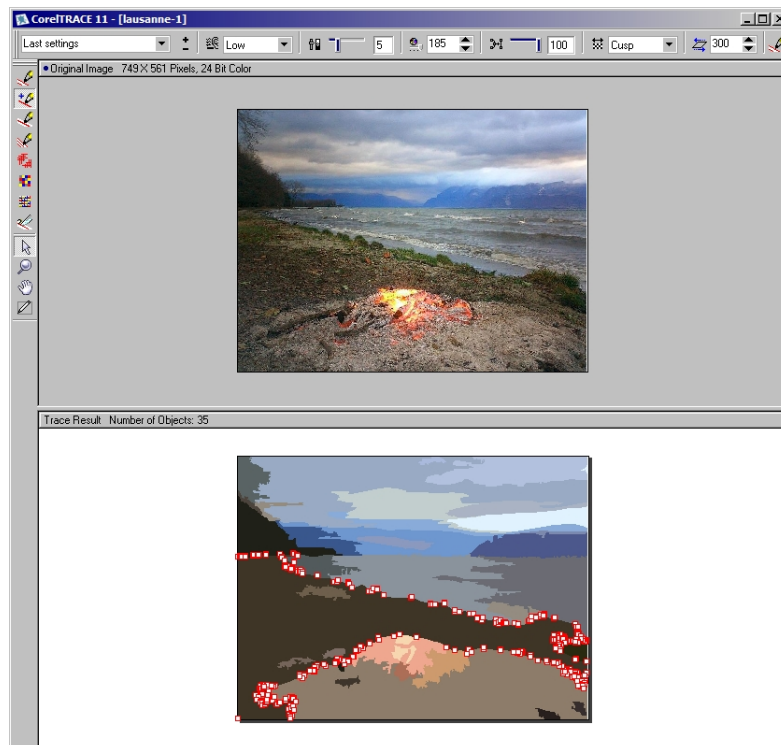 CorelTRACE 11 - [lausanne-1]
Last settings Low 5 185 100 Cusp 300
Original Image 749 X 561 Pixels, 24 Bit Color
Trace Result Number of Objects: 35